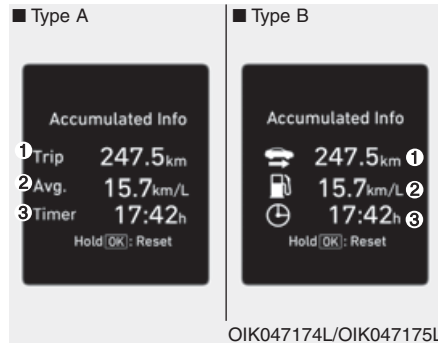 ■ Type A
Accumulated Info
1 Trip 247.5km
2 Avg. 15.7km/L
3 Timer 17:42h
Hold OK : Reset
■ Type B
Accumulated Info
247.5km 1
15.7km/L 2
17:42h 3
Hold OK : Reset
OIK047174L/OIK047175L